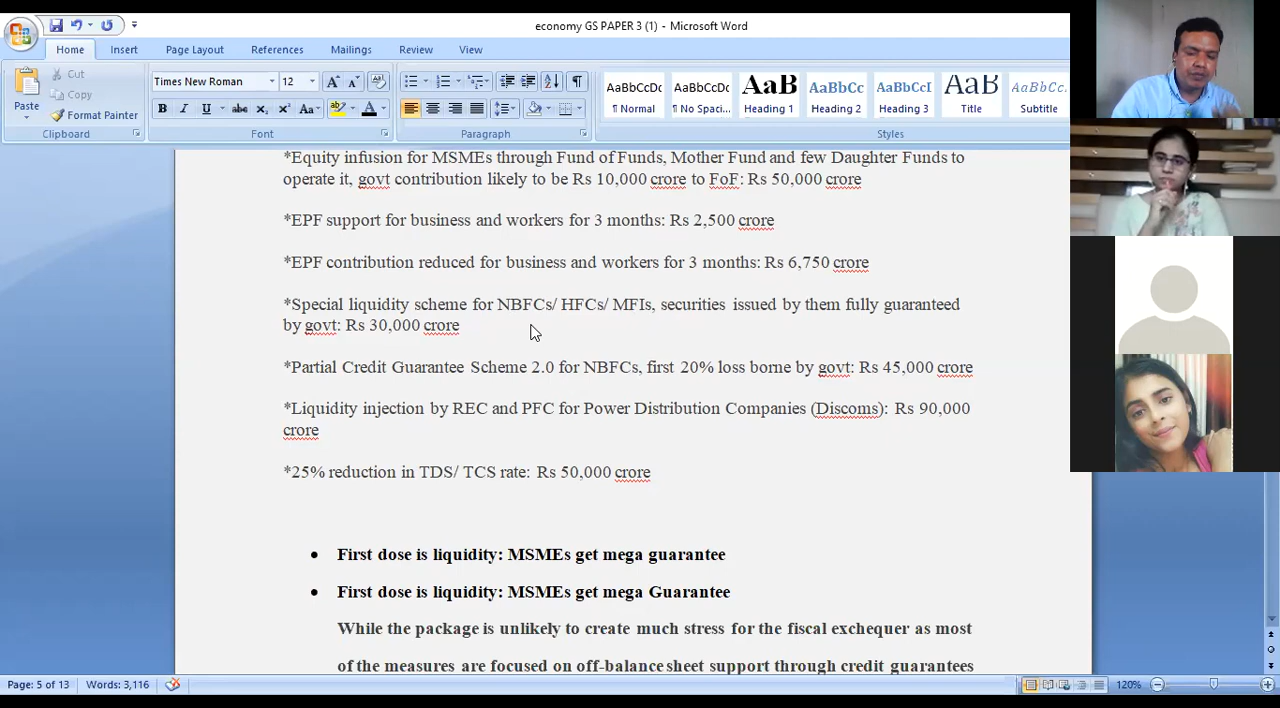 economy GS PAPER 3 (1) - Microsoft Word
Home Insert Page Layout References Mailings Review View
Paste
Cut
Copy
Format Painter
Clipboard
Times New Roman 12
Font
Paragraph
AaBbCcDc AaBbCcDc AaB AaBbCc AaBbCcI AaB AaBbCc.
¶ Normal ¶ No Spaci... Heading 1 Heading 2 Heading 3 Title Subtitle
Styles
*Equity infusion for MSMEs through Fund of Funds, Mother Fund and few Daughter Funds to
operate it, govt contribution likely to be Rs 10,000 crore to FoF: Rs 50,000 crore
*EPF support for business and workers for 3 months: Rs 2,500 crore
*EPF contribution reduced for business and workers for 3 months: Rs 6,750 crore
*Special liquidity scheme for NBFCs/ HFCs/ MFIs, securities issued by them fully guaranteed
by govt: Rs 30,000 crore
*Partial Credit Guarantee Scheme 2.0 for NBFCs, first 20% loss borne by govt: Rs 45,000 crore
*Liquidity injection by REC and PFC for Power Distribution Companies (Discoms): Rs 90,000
crore
*25% reduction in TDS/ TCS rate: Rs 50,000 crore
• First dose is liquidity: MSMEs get mega guarantee
• First dose is liquidity: MSMEs get mega Guarantee
While the package is unlikely to create much stress for the fiscal exchequer as most
of the measures are focused on off-balance sheet support through credit guarantees
Page: 5 of 13 Words: 3,116 120%